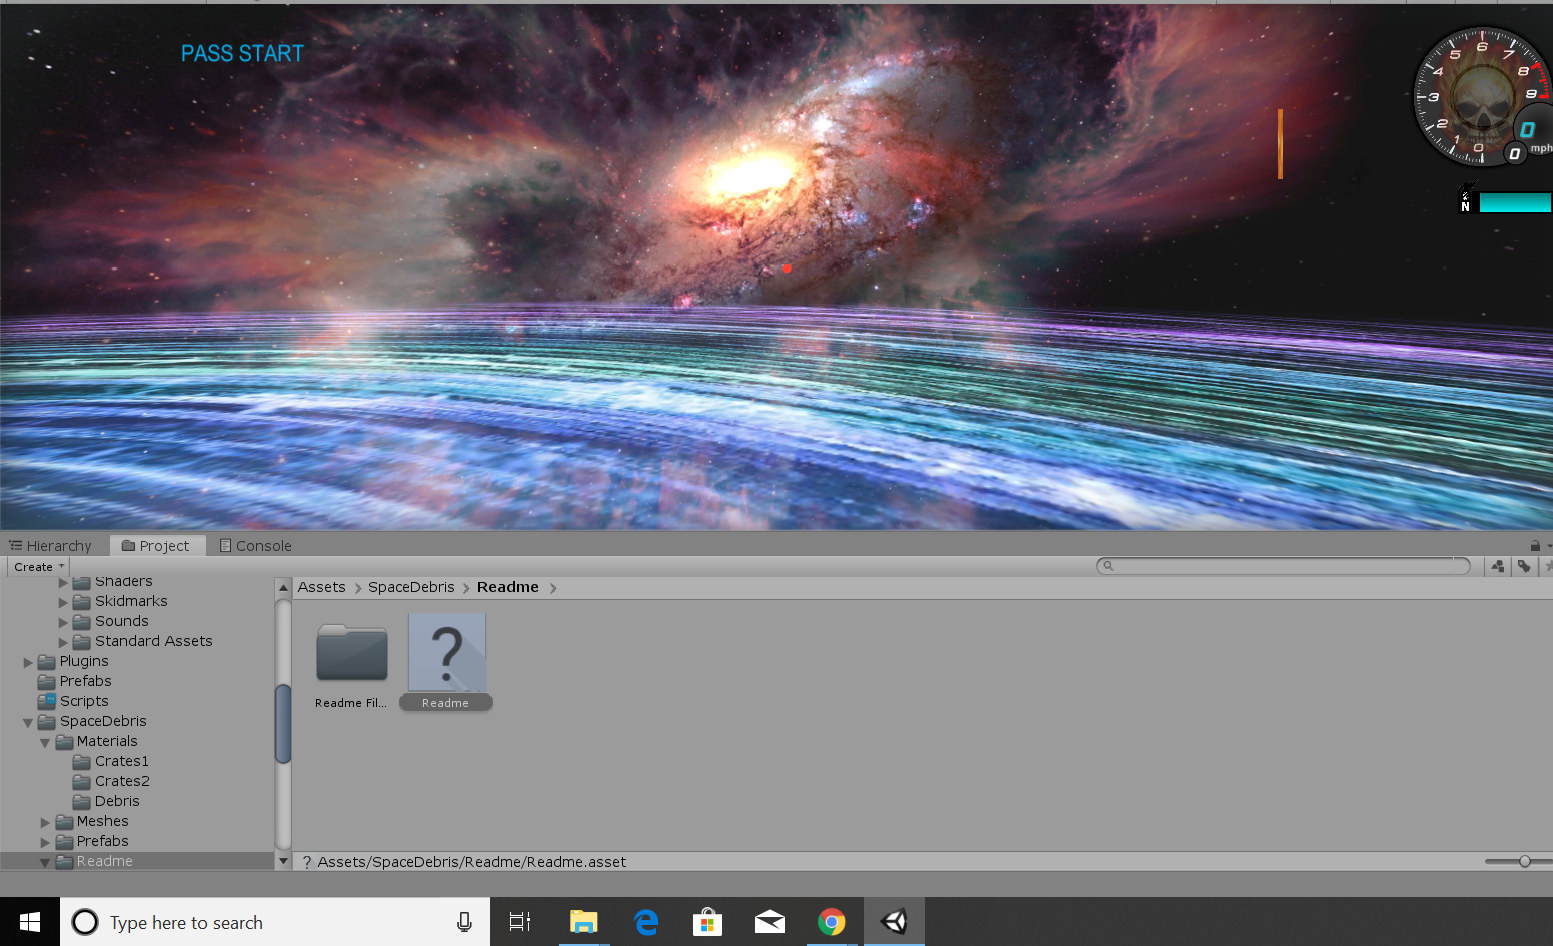 PASS START
6
5 7
4 8
3 9
2 0
1 0 0 mph
N
Hierarchy Project Console
Create
Assets SpaceDebris Readme
Shaders
Skidmarks
Sounds
Standard Assets
Plugins
Prefabs
Scripts
SpaceDebris
Materials
Crates1
Crates2
Debris
Meshes
Prefabs
Readme
Readme Fil... Readme
? Assets/SpaceDebris/Readme/Readme.asset
Type here to search